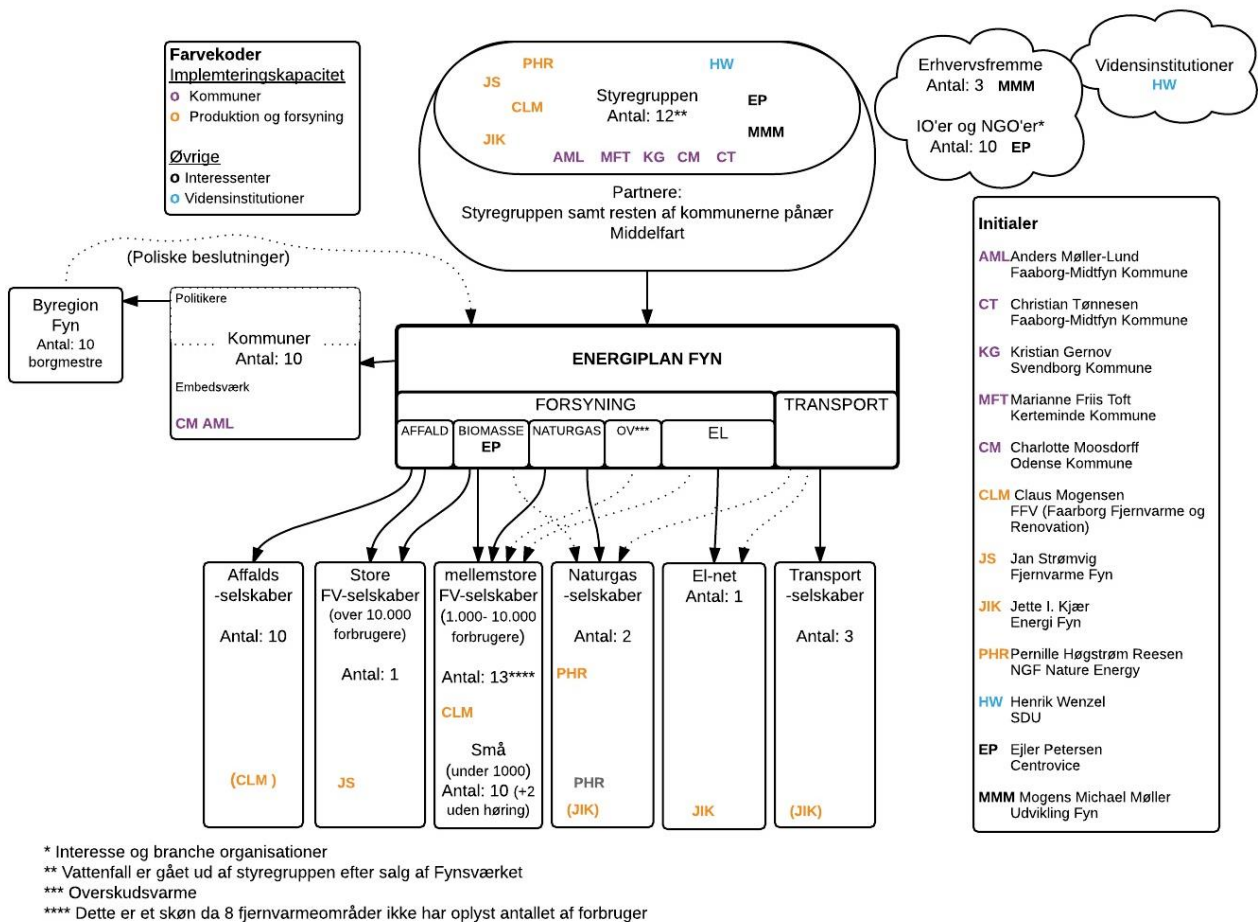 Farvekoder
Implemteringskapacitet
o Kommuner
o Produktion og forsyning
Øvrige
o Interessenter
o Vidensinstitutioner
PHR
HW
JS
CLM
Styregruppen
Antal: 12**
EP
MMM
JIK
AML MFT KG CM CT
Partnere:
Styregruppen samt resten af kommunerne pånær
Middelfart
Erhvervsfremme
Antal: 3 MMM
IO'er og NGO'er*
Antal: 10 EP
Vidensinstitutioner
HW
(Poliske beslutninger)
Byregion
Fyn
Antal: 10
borgmestre
Politikere
Kommuner
Antal: 10
Embedsværk
CM AML
ENERGIPLAN FYN
FORSYNING
TRANSPORT
AFFALD
BIOMASSE
EP
NATURGAS
OV***
EL
Affalds
-selskaber
Antal: 10
(CLM )
Store
FV-selskaber
(over 10.000
forbrugere)
Antal: 1
JS
mellemstore
FV-selskaber
(1.000- 10.000
forbrugere)
Antal: 13****
CLM
Små
(under 1000)
Antal: 10 (+2
uden høring)
Naturgas
-selskaber
Antal: 2
PHR
PHR
(JIK)
El-net
Antal: 1
JIK
Transport
-selskaber
Antal: 3
(JIK)
Initialer
AML Anders Møller-Lund
Faaborg-Midtfyn Kommune
CT Christian Tønnesen
Faaborg-Midtfyn Kommune
KG Kristian Gernov
Svendborg Kommune
MFT Marianne Friis Toft
Kerteminde Kommune
CM Charlotte Moosdorff
Odense Kommune
CLM Claus Mogensen
FFV (Faarborg Fjernvarme og
Renovation)
JS Jan Strømvig
Fjernvarme Fyn
JIK Jette I. Kjær
Energi Fyn
PHR Pernille Høgstrøm Reesen
NGF Nature Energy
HW Henrik Wenzel
SDU
EP Ejler Petersen
Centrovice
MMM Mogens Michael Møller
Udvikling Fyn
* Interesse og branche organisationer
** Vattenfall er gået ud af styregruppen efter salg af Fynsværket
*** Overskudsvarme
**** Dette er et skøn da 8 fjernvarmeområder ikke har oplyst antallet af forbruger